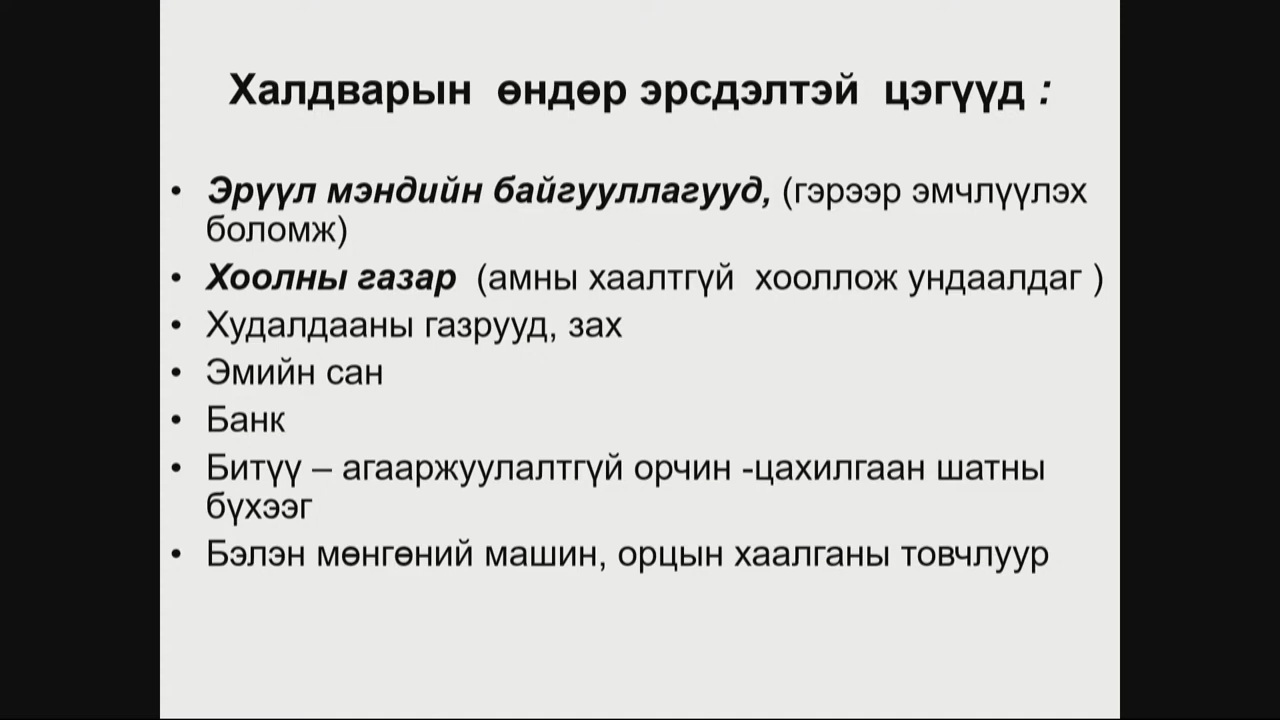 Халдварын өндөр эрсдэлтэй цэгүүд :
• Эрүүл мэндийн байгууллагууд, (гэрээр эмчлүүлэх
боломж)
• Хоолны газар (амны хаалтгүй хооллож ундаалдаг )
• Худалдааны газрууд, зах
• Эмийн сан
• Банк
• Битүү – агааржуулалтгүй орчин -цахилгаан шатны
бүхээг
• Бэлэн мөнгөний машин, орцын хаалганы товчлуур